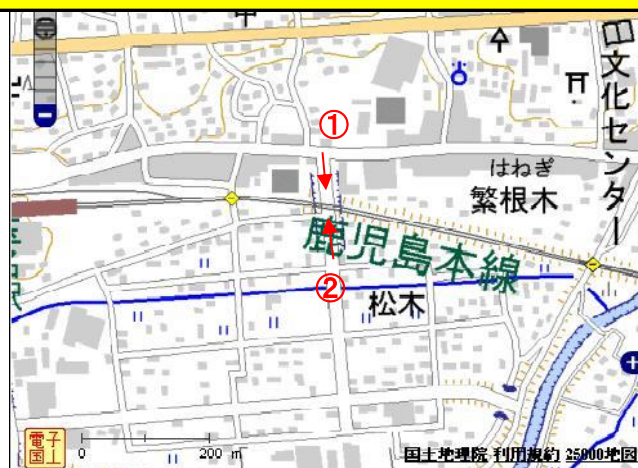 文化センター
①
はねぎ
繁根木
鹿児島本線
②
松木
電子
国土
0 200 m
国土地理院 利用規約 25000地図